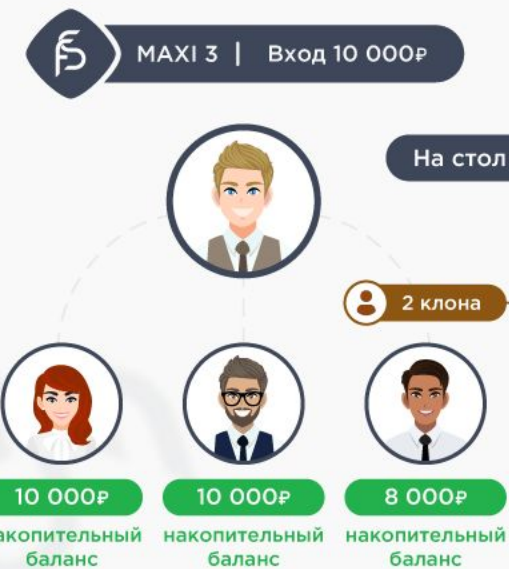 MAXI 3 | Вход 10 000₽
На стол
2 клона
10 000₽
10 000₽
8 000₽
накопительный
накопительный
баланс
баланс
баланс